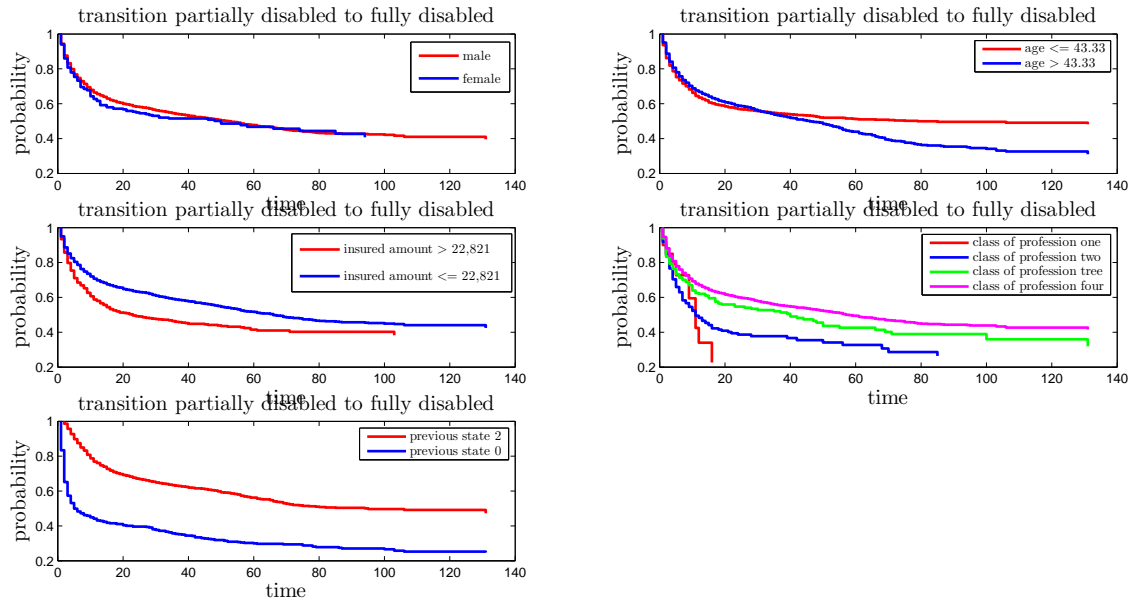 transition partially disabled to fully disabled
1
0.8
0.6
0.4
0.2
probability
male
female
0 20 40 60 80 100 120 140
time
transition partially disabled to fully disabled
1
0.8
0.6
0.4
0.2
probability
age <= 43.33
age > 43.33
0 20 40 60 80 100 120 140
time
transition partially disabled to fully disabled
1
0.8
0.6
0.4
0.2
probability
insured amount > 22,821
insured amount <= 22,821
0 20 40 60 80 100 120 140
time
transition partially disabled to fully disabled
1
0.8
0.6
0.4
0.2
probability
class of profession one
class of profession two
class of profession tree
class of profession four
0 20 40 60 80 100 120 140
time
transition partially disabled to fully disabled
1
0.8
0.6
0.4
0.2
0
probability
previous state 2
previous state 0
0 20 40 60 80 100 120 140
time